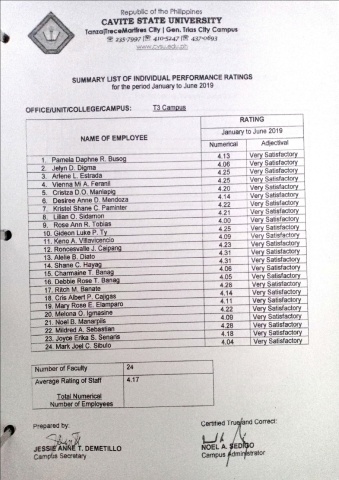 Republic of the Philippines
CAVITE STATE UNIVERSITY
Tanza|TreceMartires City | Gen. Trias City Campus
235-7997 | 410-5247 | 437-0693
www.cvsu.edu.ph
SUMMARY LIST OF INDIVIDUAL PERFORMANCE RATINGS
for the period January to June 2019
OFFICE/UNIT/COLLEGE/CAMPUS: T3 Campus
NAME OF EMPLOYEE RATING
January to June 2019
Numerical Adjectival
1. Pamela Daphne R. Busog 4.13 Very Satisfactory
2. Jelyn D. Digma 4.06 Very Satisfactory
3. Arlene L. Estrada 4.25 Very Satisfactory
4. Vienna Mi A. Feranil 4.25 Very Satisfactory
5. Cristza D.O. Manlapig 4.20 Very Satisfactory
6. Desiree Anne D. Mendoza 4.14 Very Satisfactory
7. Kristel Shane C. Paminter 4.22 Very Satisfactory
8. Lilian O. Sidamon 4.21 Very Satisfactory
9. Rose Ann R. Tobias 4.00 Very Satisfactory
10. Gideon Luke P. Ty 4.25 Very Satisfactory
11. Keno A. Villavicencio 4.09 Very Satisfactory
12. Roncesvalle J. Caipang 4.23 Very Satisfactory
13. Alelie B. Diato 4.31 Very Satisfactory
14. Shane C. Hayag 4.31 Very Satisfactory
15. Charmaine T. Banag 4.06 Very Satisfactory
16. Debbie Rose T. Banag 4.05 Very Satisfactory
17. Ritch M. Banate 4.28 Very Satisfactory
18. Cris Albert P. Cajigas 4.14 Very Satisfactory
19. Mary Rose E. Elamparo 4.11 Very Satisfactory
20. Melona O. Igmasine 4.22 Very Satisfactory
21. Noel B. Manarpiis 4.09 Very Satisfactory
22. Mildred A. Sebastian 4.28 Very Satisfactory
23. Joyce Erika S. Senaris 4.18 Very Satisfactory
24. Mark Joel C. Sibulo 4.04 Very Satisfactory
Number of Faculty 24
Average Rating of Staff 4.17
Total Numerical
Number of Employees
Prepared by: Certified True and Correct:
JESSIE ANNE T. DEMETILLO NOEL A. SEDIGO
Campus Secretary Campus Administrator